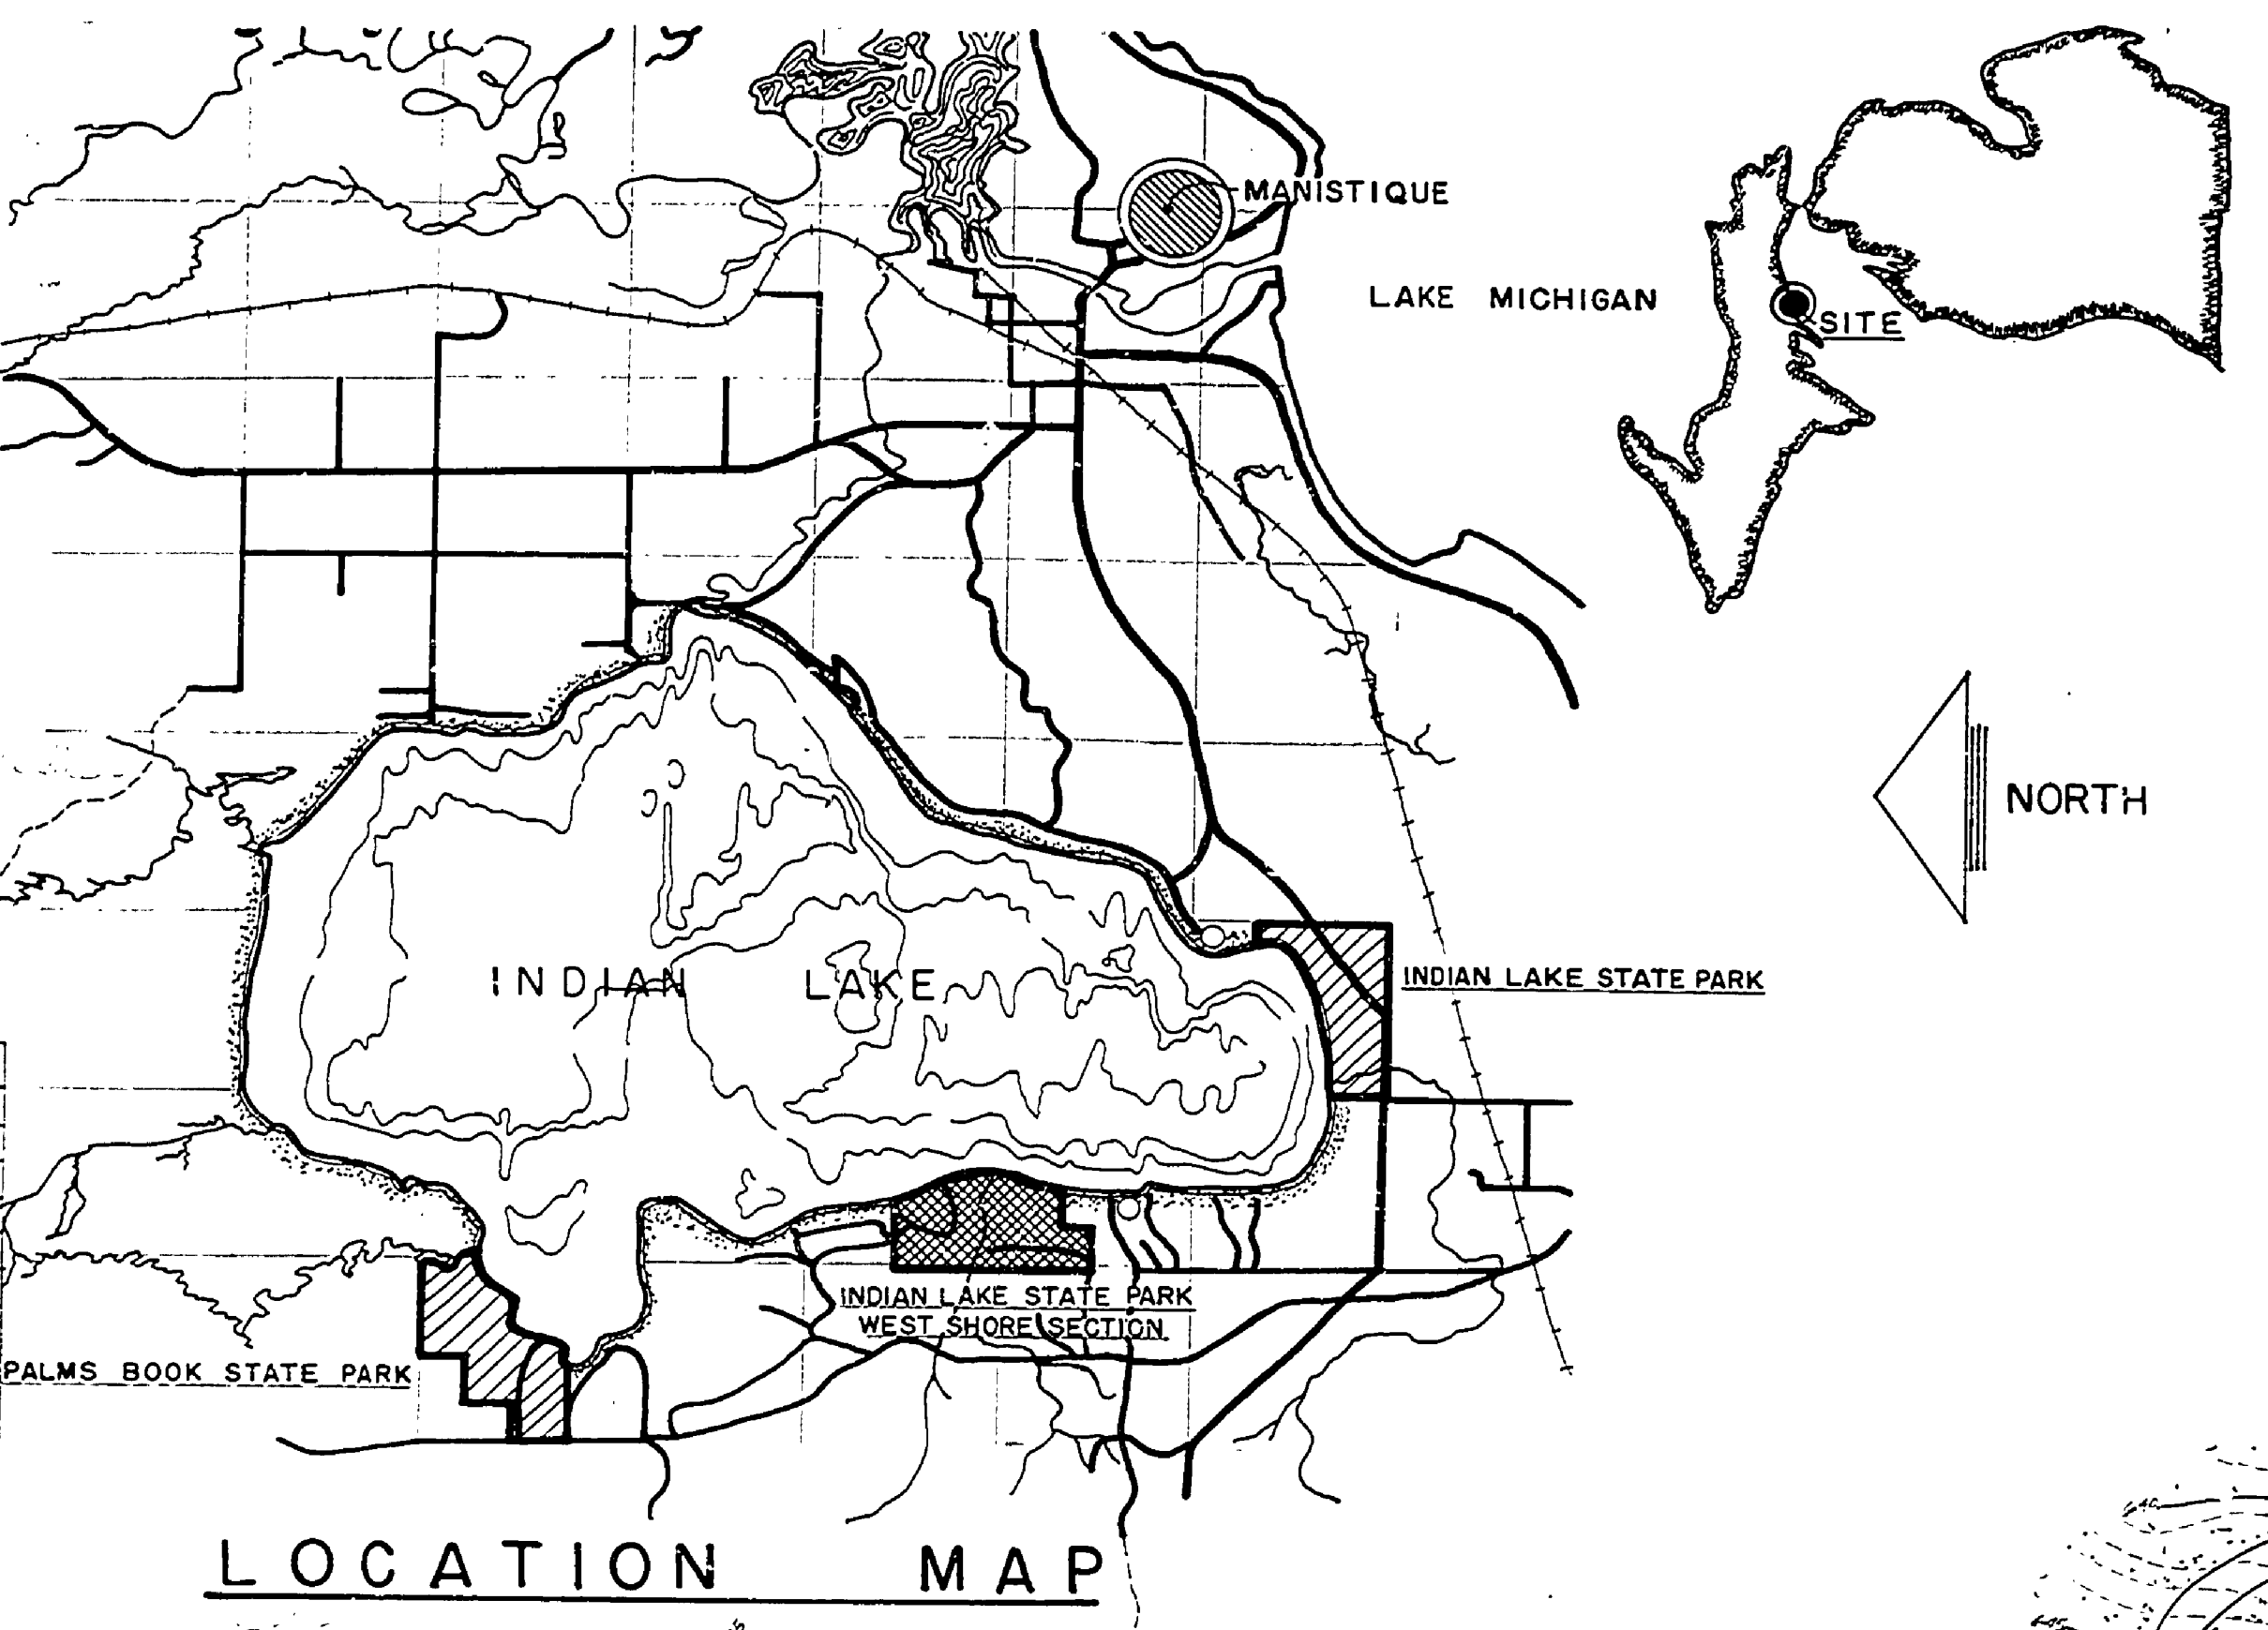 MANISTIQUE
LAKE MICHIGAN
SITE
NORTH
INDIAN LAKE
INDIAN LAKE STATE PARK
INDIAN LAKE STATE PARK
WEST SHORE SECTION
PALMS BOOK STATE PARK
LOCATION MAP
640